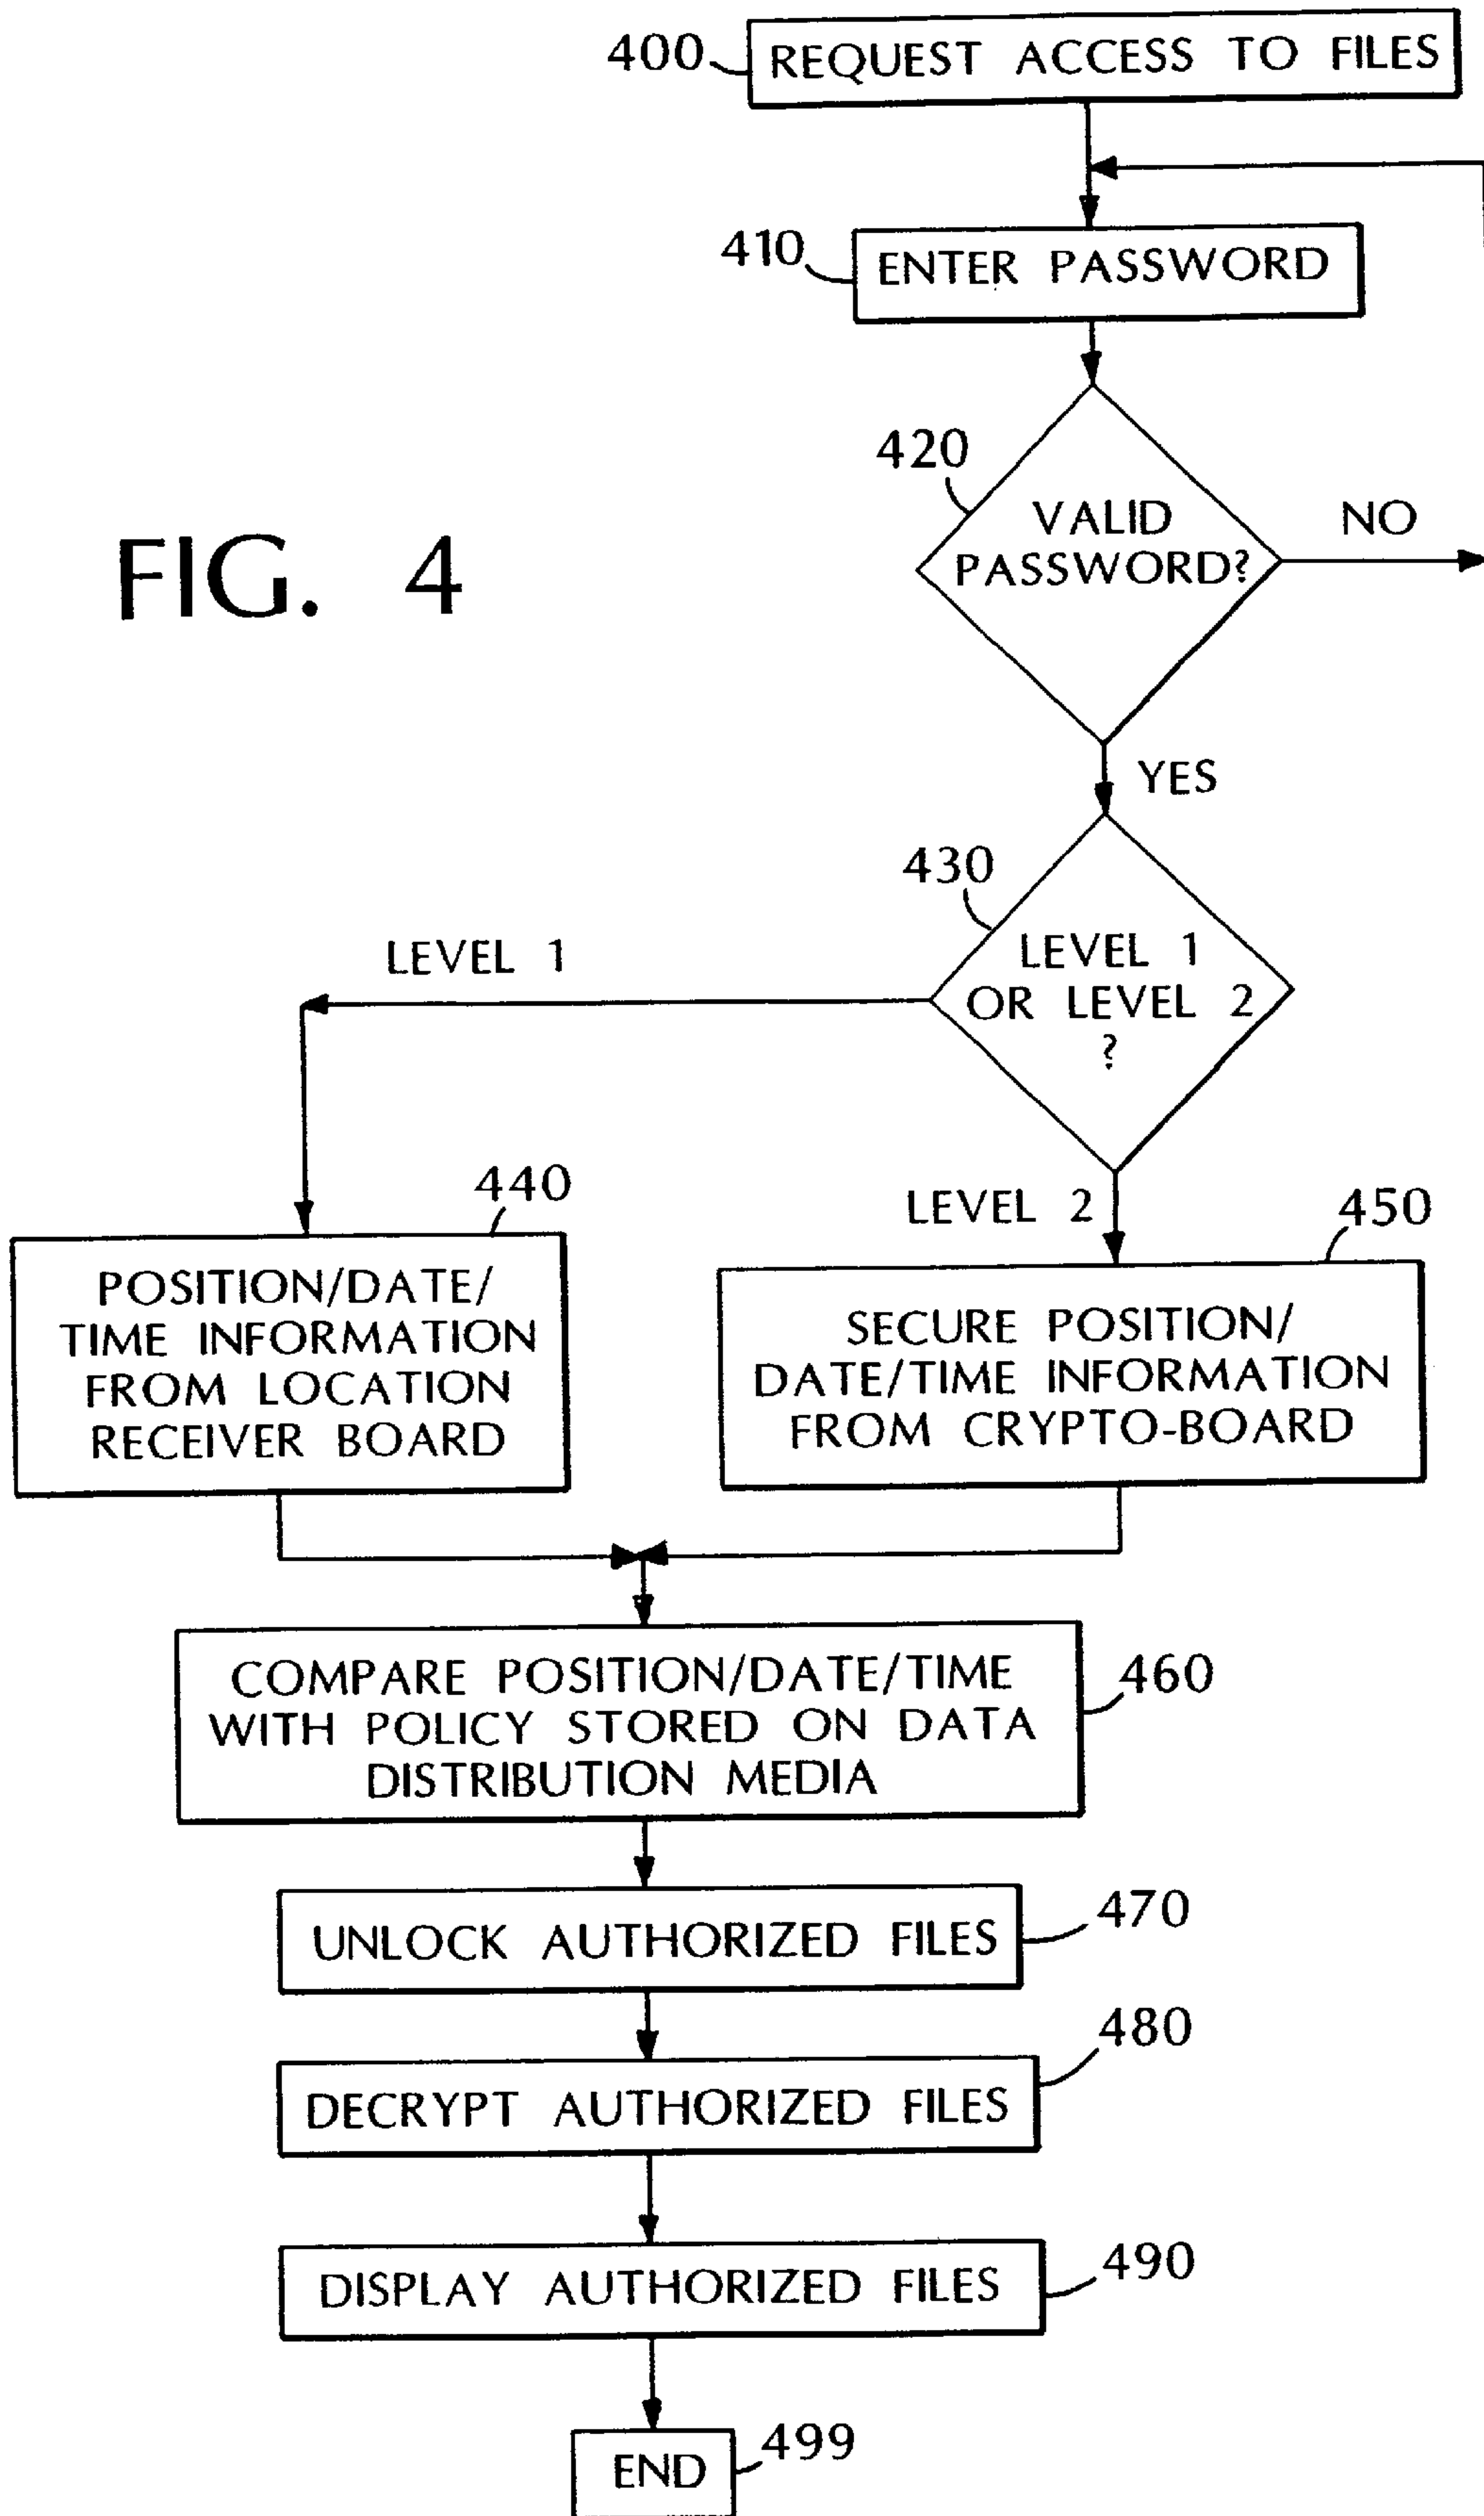 400
REQUEST ACCESS TO FILES
410
ENTER PASSWORD
420
VALID
PASSWORD?
NO
FIG. 4
YES
430
LEVEL 1
OR LEVEL 2
?
LEVEL 1
440
LEVEL 2
450
POSITION/DATE/
TIME INFORMATION
FROM LOCATION
RECEIVER BOARD
SECURE POSITION/
DATE/TIME INFORMATION
FROM CRYPTO-BOARD
COMPARE POSITION/DATE/TIME
WITH POLICY STORED ON DATA
DISTRIBUTION MEDIA
460
UNLOCK AUTHORIZED FILES
470
480
DECRYPT AUTHORIZED FILES
DISPLAY AUTHORIZED FILES
490
END
499